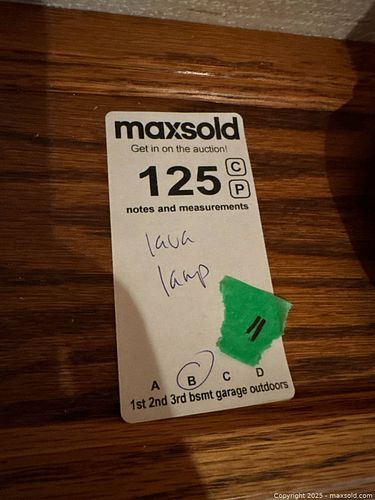 maxsold
Get in on the auction!
125
C
P
notes and measurements
lava
lamp
11
A B C D
1st 2nd 3rd bsmt garage outdoors
Copyright 2025 - maxsold.com